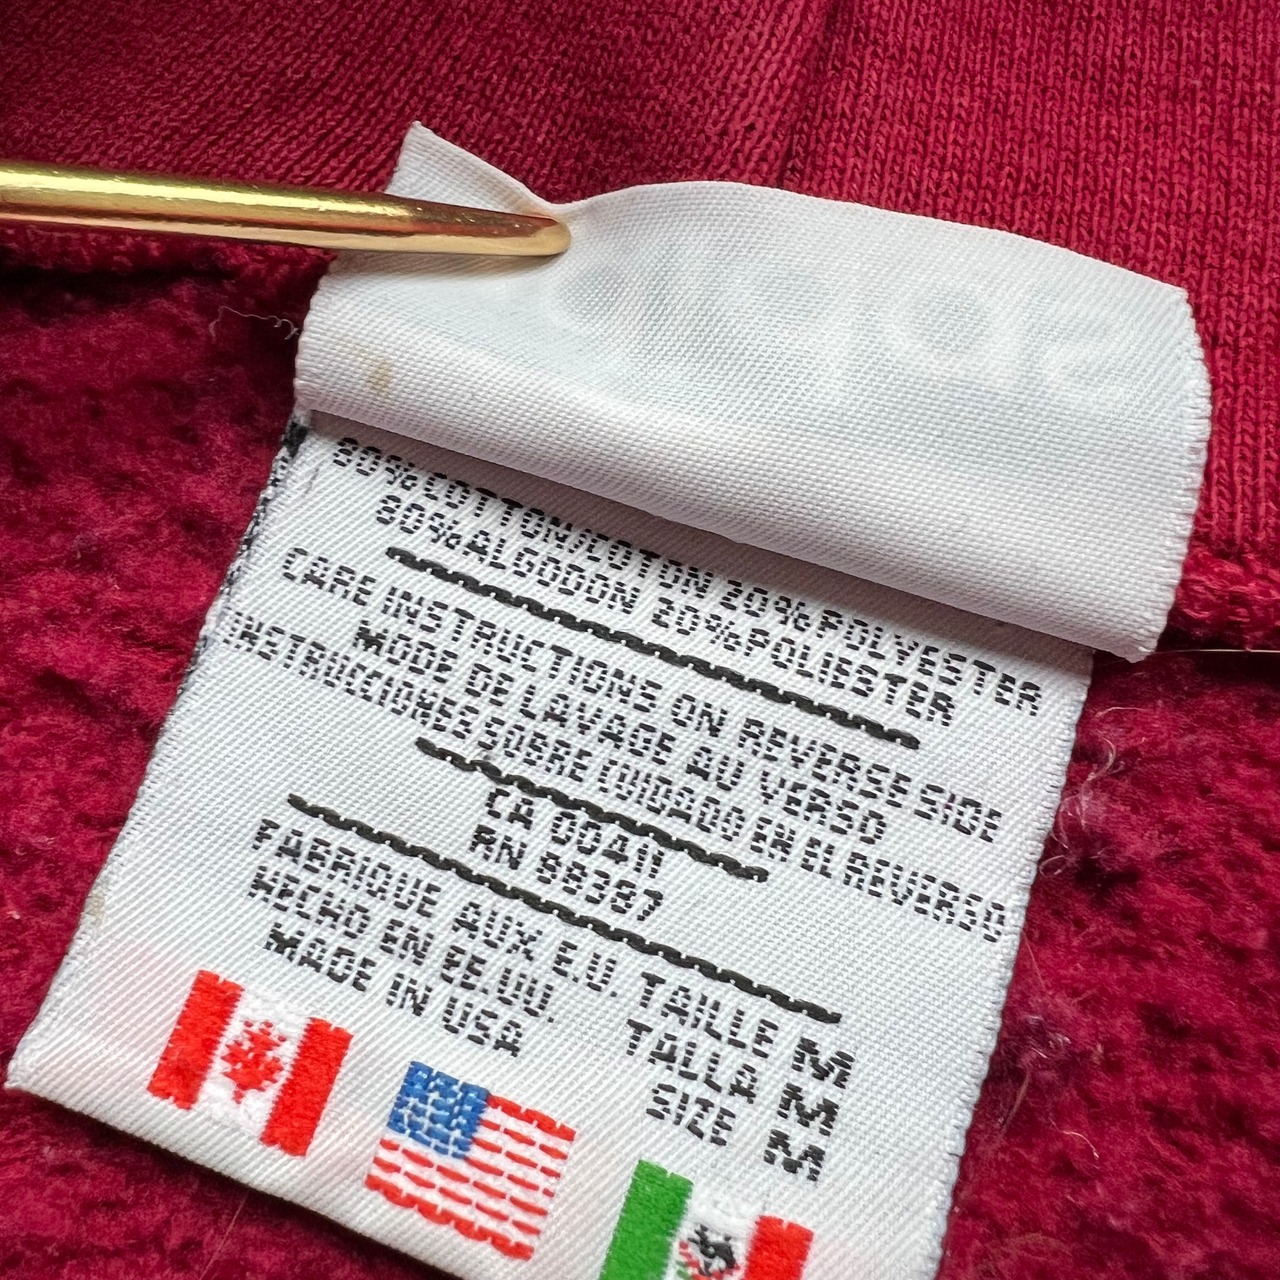 80% COTTON/COTON 20% POLYESTER
80% ALGODON 20% POLIESTER
CARE INSTRUCTIONS ON REVERSE SIDE
MODE DE LAVAGE AU VERSO
INSTRUCCIONES SOBRE CUIDADO IN EL REVERSO
CA 00411
RN 88387
FABRIQUE AUX E.U. TAILLE M
HECHO EN EE.UU. TALLA M
MADE IN USA SIZE M